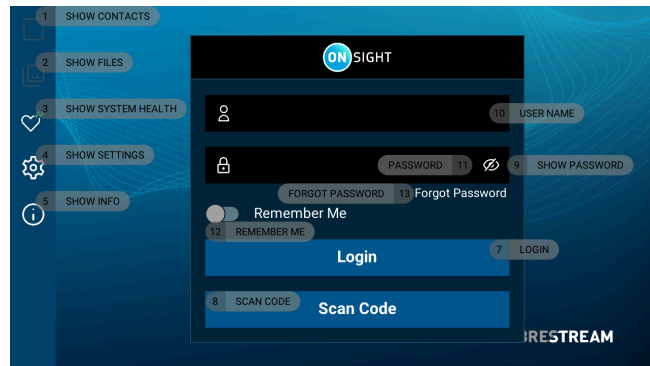 1 SHOW CONTACTS
ON SIGHT
2 SHOW FILES
3 SHOW SYSTEM HEALTH
10 USER NAME
4 SHOW SETTINGS
PASSWORD 11
9 SHOW PASSWORD
5 SHOW INFO
FORGOT PASSWORD 13 Forgot Password
Remember Me
12 REMEMBER ME
Login
7 LOGIN
8 SCAN CODE
Scan Code
BRESTREAM